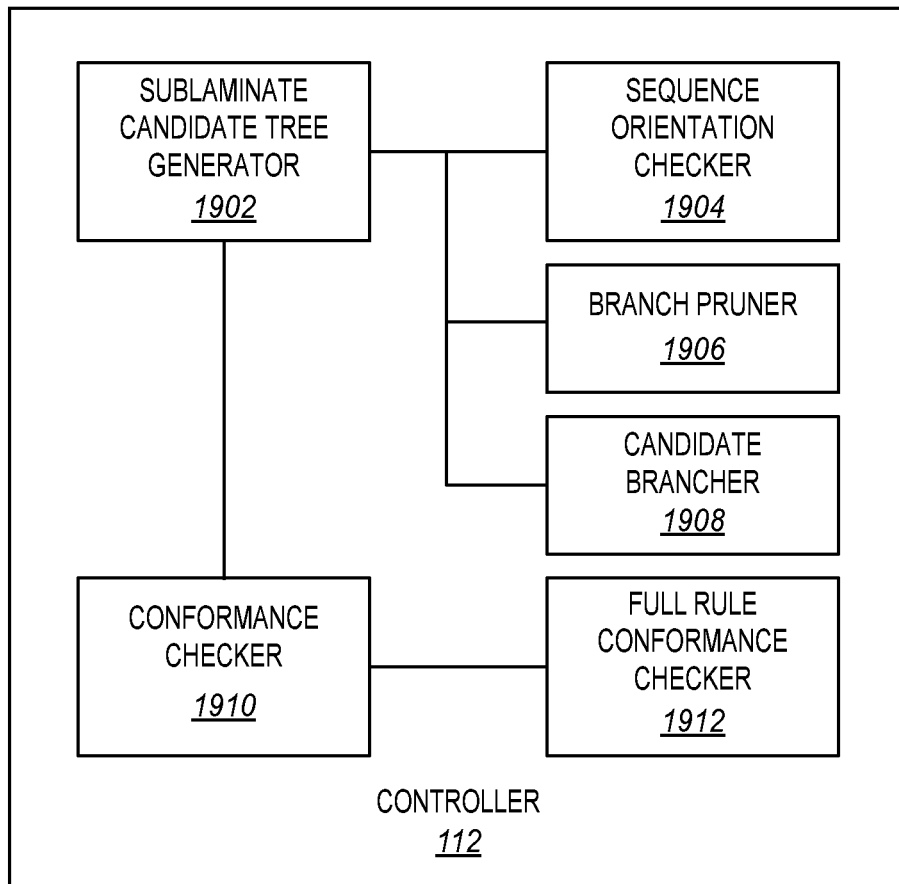 SUBLAMINATE
CANDIDATE TREE
GENERATOR
1902
SEQUENCE
ORIENTATION
CHECKER
1904
BRANCH PRUNER
1906
CANDIDATE
BRANCHER
1908
CONFORMANCE
CHECKER
1910
FULL RULE
CONFORMANCE
CHECKER
1912
CONTROLLER
112